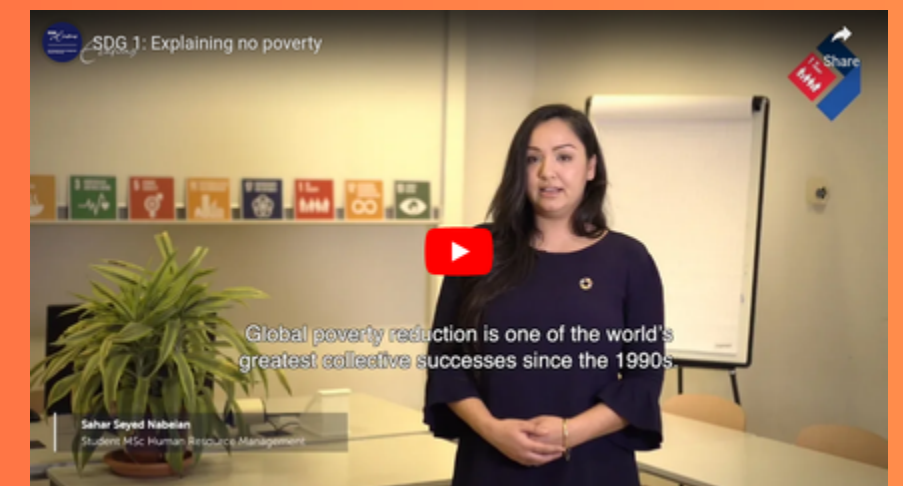 SDG 1: Explaining no poverty
Share
Global poverty reduction is one of the world's
greatest collective successes since the 1990s
Sahar Seyed Nabeian
Student MSc Human Resource Management